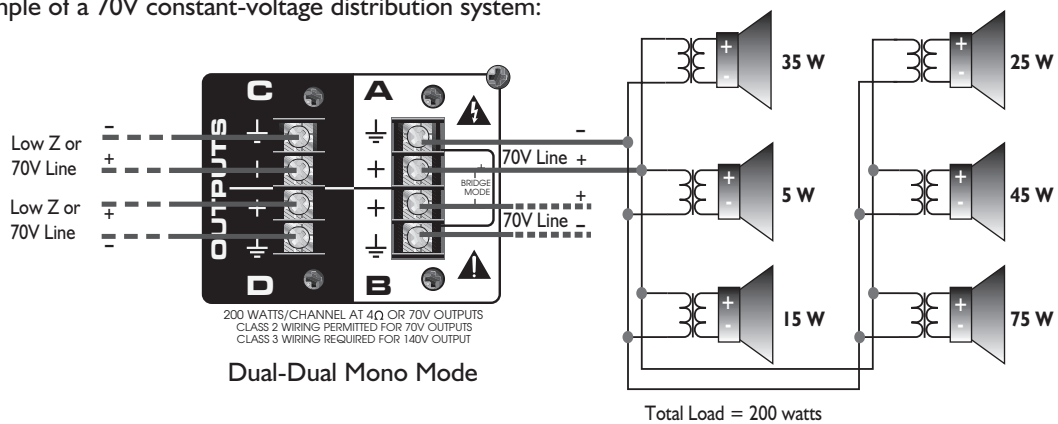 mple of a 70V constant-voltage distribution system:
35 W
25 W
C
A
Low Z or
70V Line
−
+
OUTPUTS
+
+
−
70V Line +
BRIDGE
MODE
5 W
45 W
Low Z or
70V Line
+
−
+
+
+
70V Line −
D
B
15 W
75 W
200 WATTS/CHANNEL AT 4Ω OR 70V OUTPUTS
CLASS 2 WIRING PERMITTED FOR 70V OUTPUTS
CLASS 3 WIRING REQUIRED FOR 140V OUTPUT
Dual-Dual Mono Mode
Total Load = 200 watts